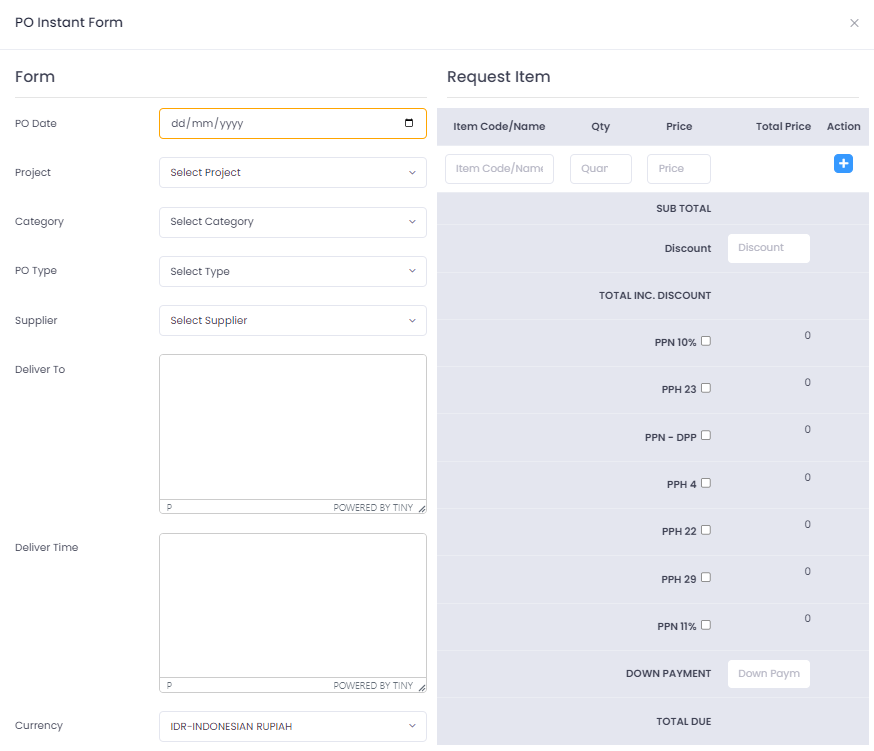 PO Instant Form
Form
PO Date
dd/mm/yyyy
Project
Select Project
Category
Select Category
PO Type
Select Type
Supplier
Select Supplier
Deliver To
P POWERED BY TINY
Deliver Time
P POWERED BY TINY
Currency
IDR-INDONESIAN RUPIAH
Request Item
Item Code/Name Qty Price Total Price Action
Item Code/Name Quar Price
SUB TOTAL
Discount Discount
TOTAL INC. DISCOUNT
PPN 10% 0
PPH 23 0
PPN - DPP 0
PPH 4 0
PPH 22 0
PPH 29 0
PPN 11% 0
DOWN PAYMENT Down Paym
TOTAL DUE